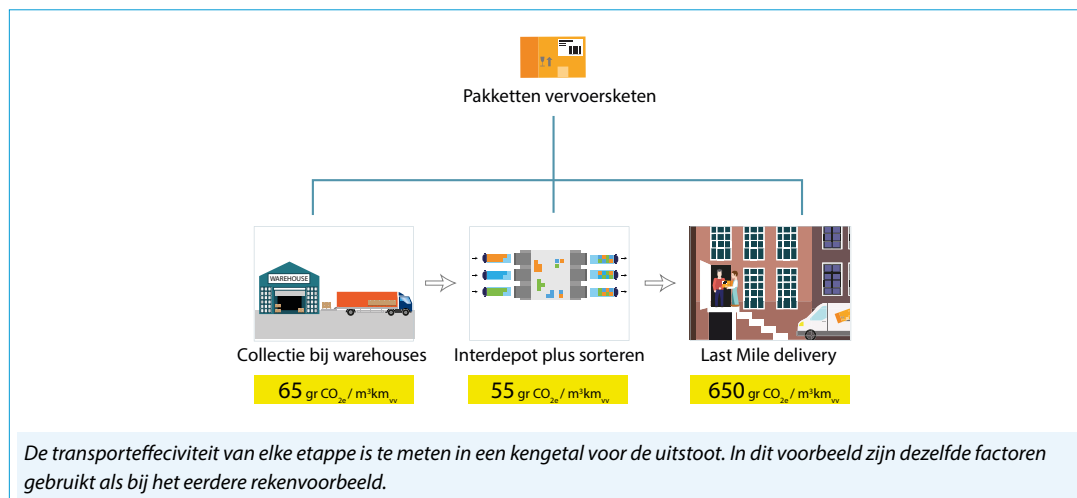 Pakketten vervoersketen
WAREHOUSE
Collectie bij warehouses
Interdepot plus sorteren
Last Mile delivery
65 gr CO2e / m³kmvv
55 gr CO2e / m³kmvv
650 gr CO2e / m³kmvv
De transporteffeciviteit van elke etappe is te meten in een kengetal voor de uitstoot. In dit voorbeeld zijn dezelfde factoren
gebruikt als bij het eerdere rekenvoorbeeld.